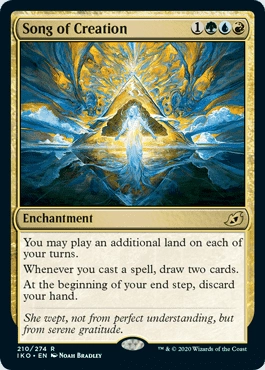 Song of Creation 1
Enchantment
You may play an additional land on each of
your turns.
Whenever you cast a spell, draw two cards.
At the beginning of your end step, discard
your hand.
She wept, not from perfect understanding, but
from serene gratitude.
210/274 R
IKO • EN Noah Bradley
™ & © 2020 Wizards of the Coast